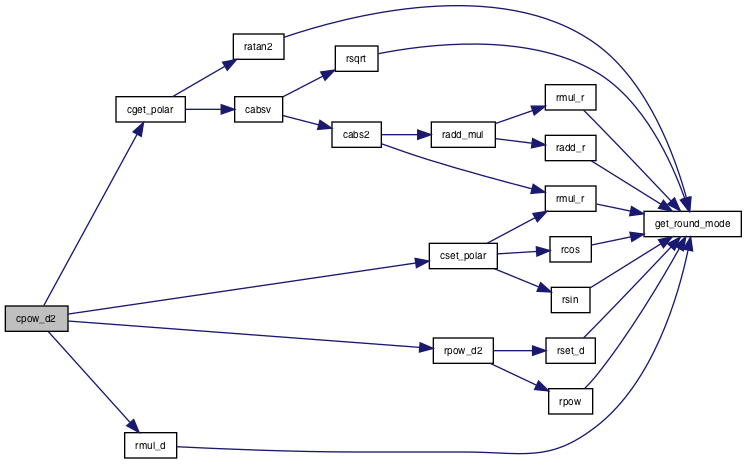 ratan2
rsqrt
cget_polar
cabsv
rmul_r
cabs2
radd_mul
radd_r
rmul_r
get_round_mode
cset_polar
rcos
rsin
cpow_d2
rpow_d2
rset_d
rpow
rmul_d